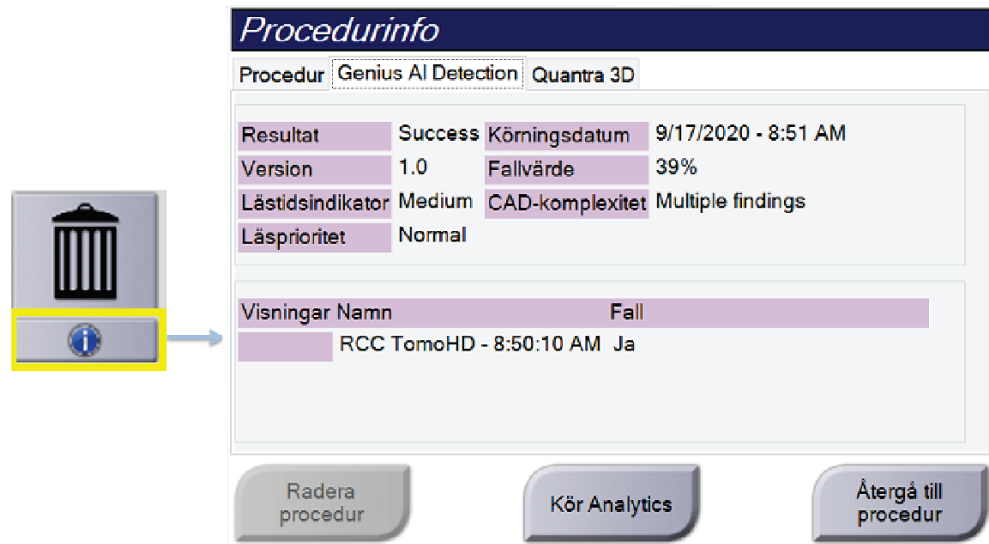 Procedurinfo
Procedur Genius AI Detection Quantra 3D
Resultat Success Körningsdatum 9/17/2020 - 8:51 AM
Version 1.0 Fallvärde 39%
Lästidsindikator Medium CAD-komplexitet Multiple findings
Läsprioritet Normal
Visningar Namn Fall
RCC TomoHD - 8:50:10 AM Ja
Radera procedur
Kör Analytics
Återgå till procedur